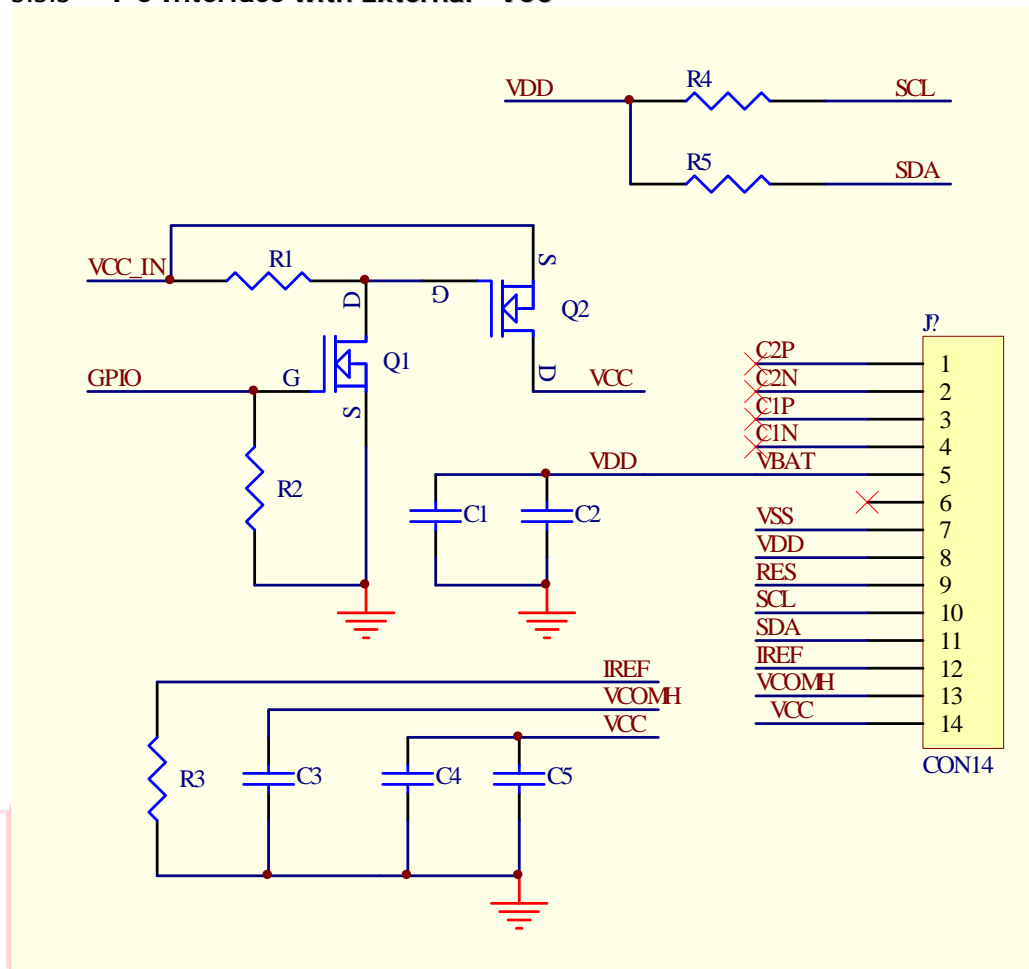 Interface
VDD R4 SCL
R5 SDA
VCC_IN R1 D G S Q2
D VCC
GPIO G Q1
S
R2
J?
C2P 1
C2N 2
C1P 3
C1N 4
VDD VBAT 5
C1 C2
6
VSS 7
VDD 8
RES 9
SCL 10
SDA 11
IREF 12
VCOMH 13
VCC 14
CON14
IREF
VCOMH
VCC
R3 C3 C4 C5